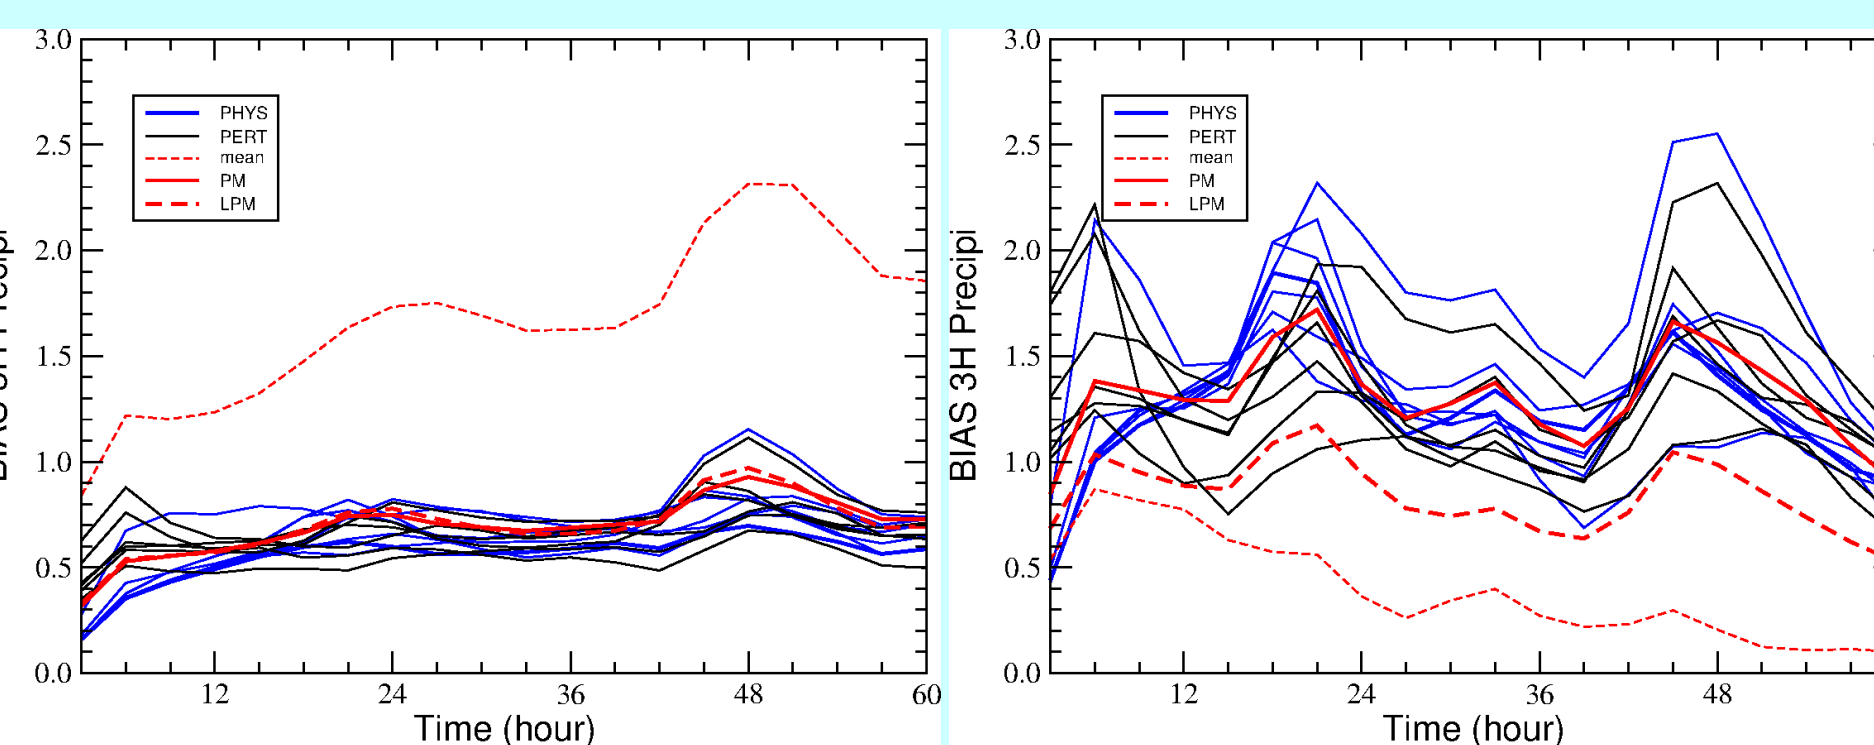 3.0
2.5
2.0
1.5
1.0
0.5
0.0
12 24 36 48 60
Time (hour)
PHYS
PERT
mean
PM
LPM
3.0
2.5
2.0
1.5
1.0
0.5
0.0
12 24 36 48
Time (hour)
BIAS 3H Precipi
PHYS
PERT
mean
PM
LPM